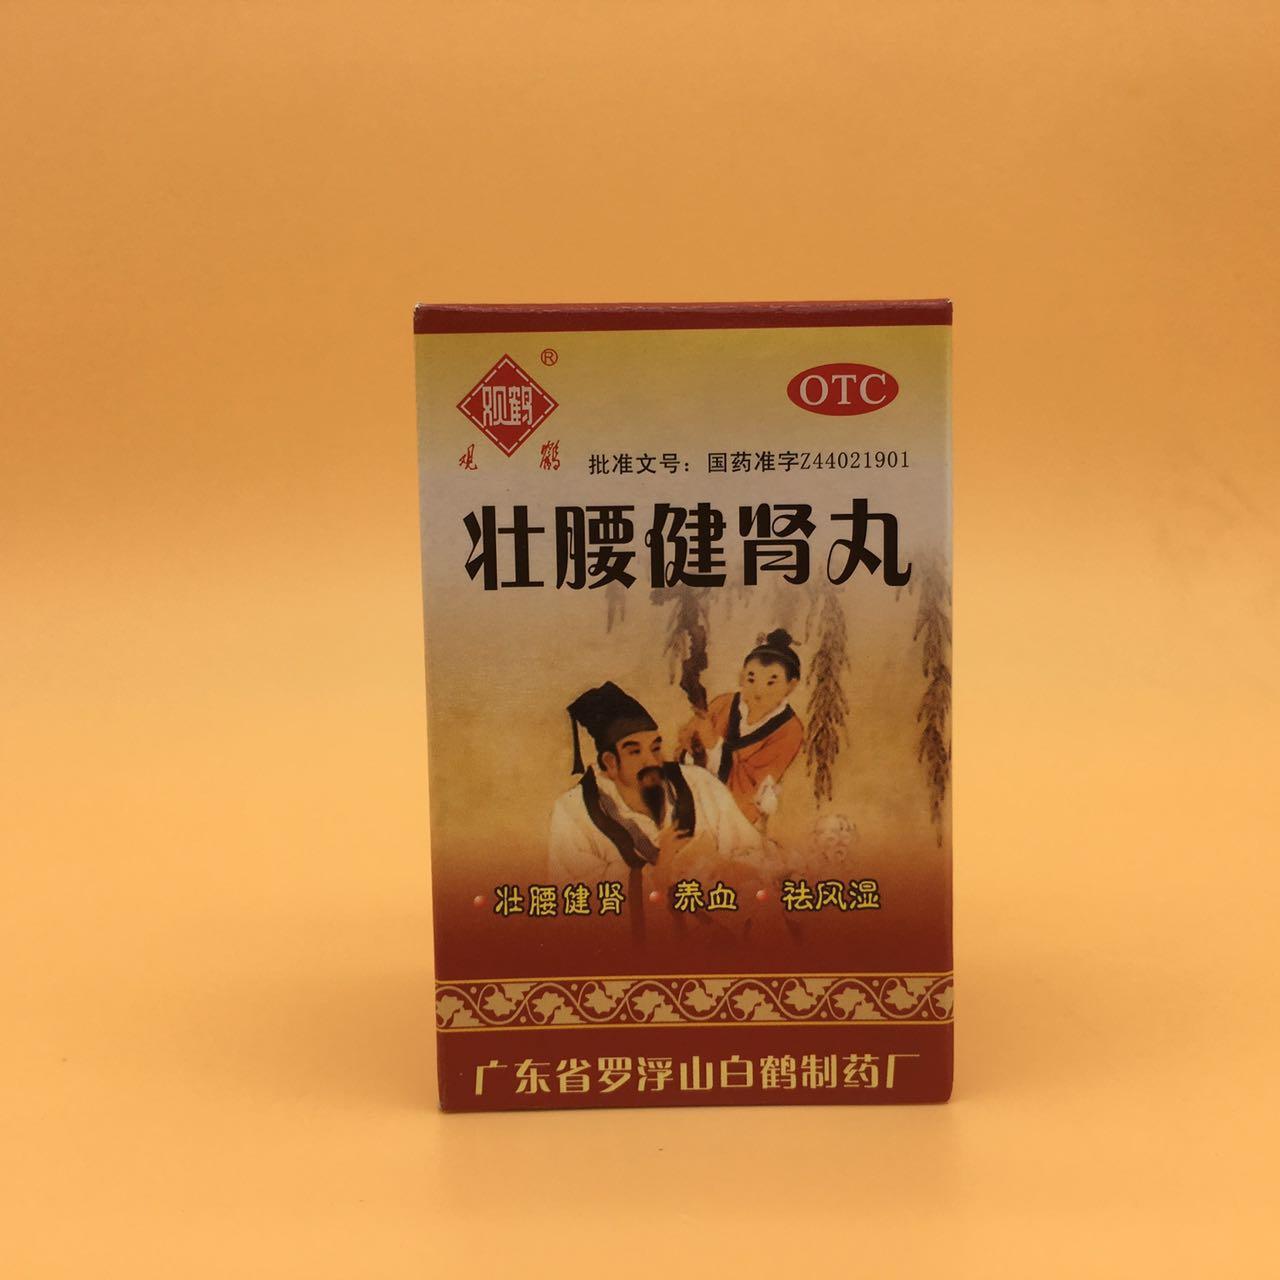 观鹤®
OTC
观鹤
批准文号：国药准字Z44021901
壮腰健肾丸
·壮腰健肾 ·养血 ·祛风湿
广东省罗浮山白鹤制药厂